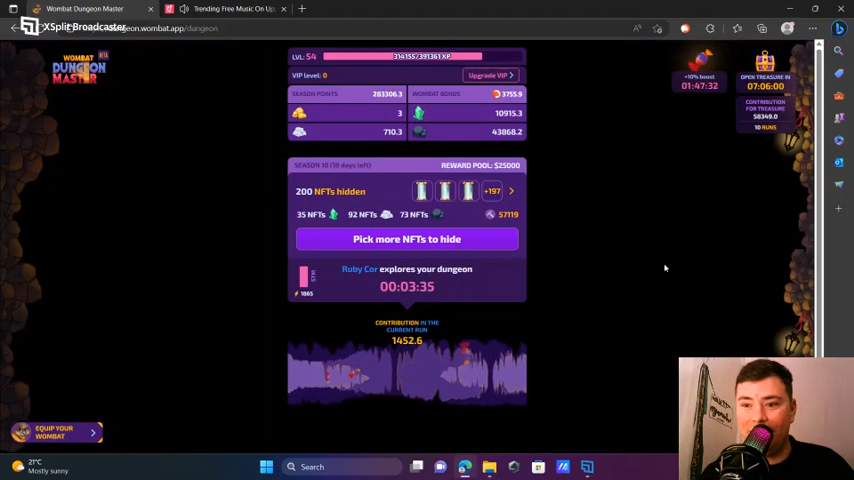 Wombat Dungeon Master
Trending Free Music On Up
XSplit Broadcaster
dungeon.wombat.app/dungeon
WOMBAT
DUNGEON
MASTER
LVL: 54
314155/391361 XP
VIP level: 0
Upgrade VIP
SEASON POINTS
283306.3
WOMBAT BONUS
3755.9
3
10915.3
710.3
43868.2
+10% boost
01:47:32
OPEN TREASURE IN
07:06:00
CONTRIBUTION
FOR TREASURE
58349.0
10 RUNS
SEASON 10 (10 days left)
REWARD POOL: $25000
200 NFTs hidden
+197
35 NFTs
92 NFTs
73 NFTs
57119
Pick more NFTs to hide
Ruby Cor explores your dungeon
00:03:35
STM
1865
CONTRIBUTION IN THE
CURRENT RUN
1452.6
EQUIP YOUR
WOMBAT
21°C
Mostly sunny
Search